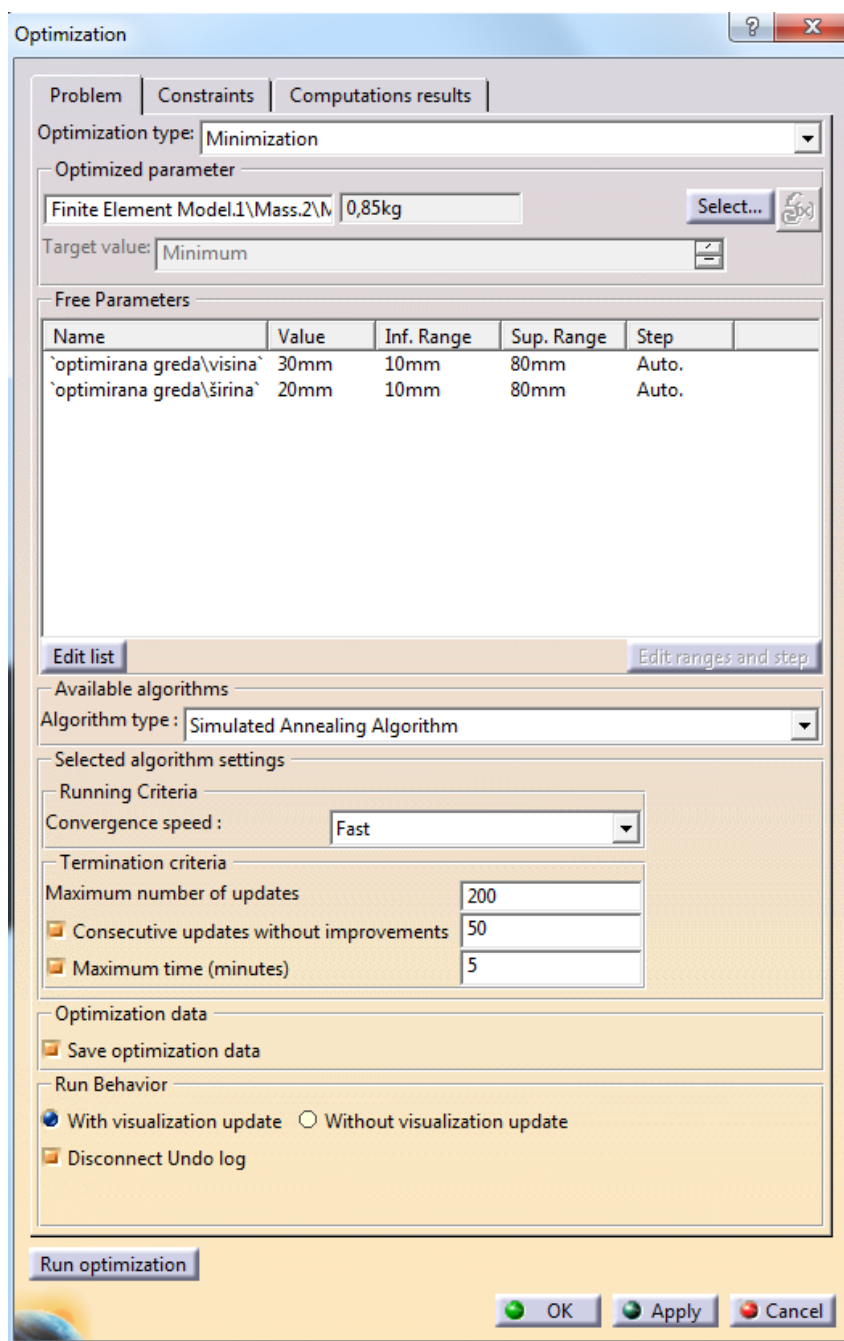 Optimization
Problem Constraints Computations results
Optimization type: Minimization
Optimized parameter
Finite Element Model.1\Mass.2\M 0,85kg Select...
Target value: Minimum
Free Parameters
Name Value Inf. Range Sup. Range Step
`optimirana greda\visina` 30mm 10mm 80mm Auto.
`optimirana greda\širina` 20mm 10mm 80mm Auto.
Edit list Edit ranges and step
Available algorithms
Algorithm type : Simulated Annealing Algorithm
Selected algorithm settings
Running Criteria
Convergence speed : Fast
Termination criteria
Maximum number of updates 200
Consecutive updates without improvements 50
Maximum time (minutes) 5
Optimization data
Save optimization data
Run Behavior
With visualization update Without visualization update
Disconnect Undo log
Run optimization
OK Apply Cancel